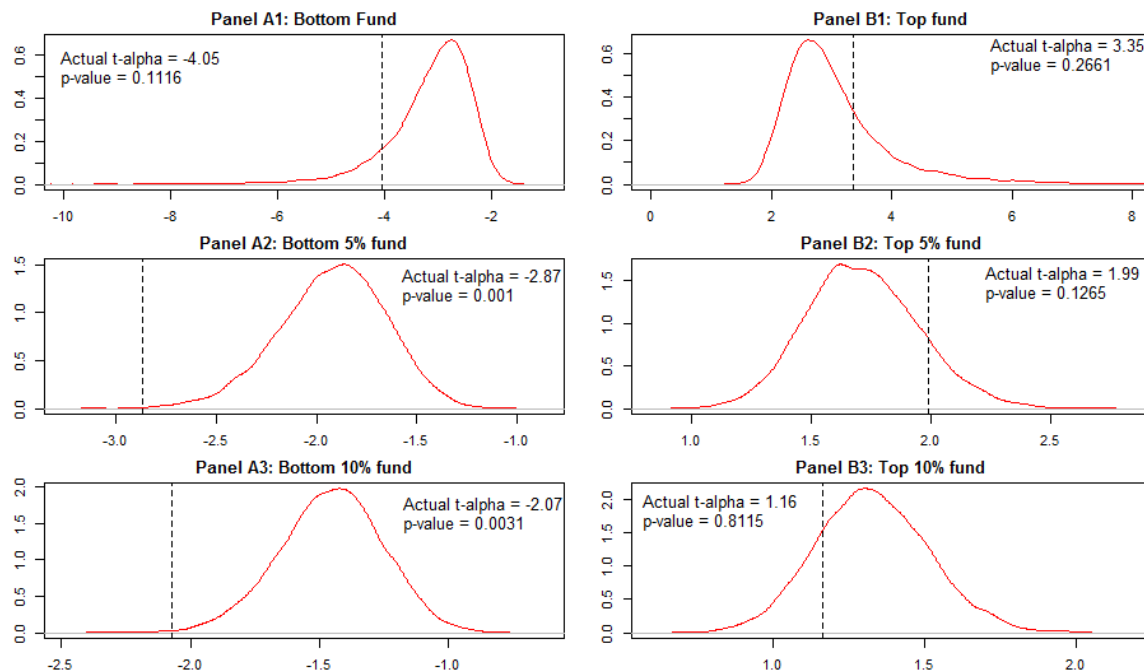 Panel A1: Bottom Fund
Actual t-alpha = -4.05
p-value = 0.1116
0.0 0.2 0.4 0.6
-10 -8 -6 -4 -2
Panel B1: Top fund
Actual t-alpha = 3.35
p-value = 0.2661
0.0 0.2 0.4 0.6
0 2 4 6 8
Panel A2: Bottom 5% fund
Actual t-alpha = -2.87
p-value = 0.001
0.0 0.5 1.0 1.5
-3.0 -2.5 -2.0 -1.5 -1.0
Panel B2: Top 5% fund
Actual t-alpha = 1.99
p-value = 0.1265
0.0 0.5 1.0 1.5
1.0 1.5 2.0 2.5
Panel A3: Bottom 10% fund
Actual t-alpha = -2.07
p-value = 0.0031
0.0 0.5 1.0 1.5 2.0
-2.5 -2.0 -1.5 -1.0
Panel B3: Top 10% fund
Actual t-alpha = 1.16
p-value = 0.8115
0.0 0.5 1.0 1.5 2.0
1.0 1.5 2.0